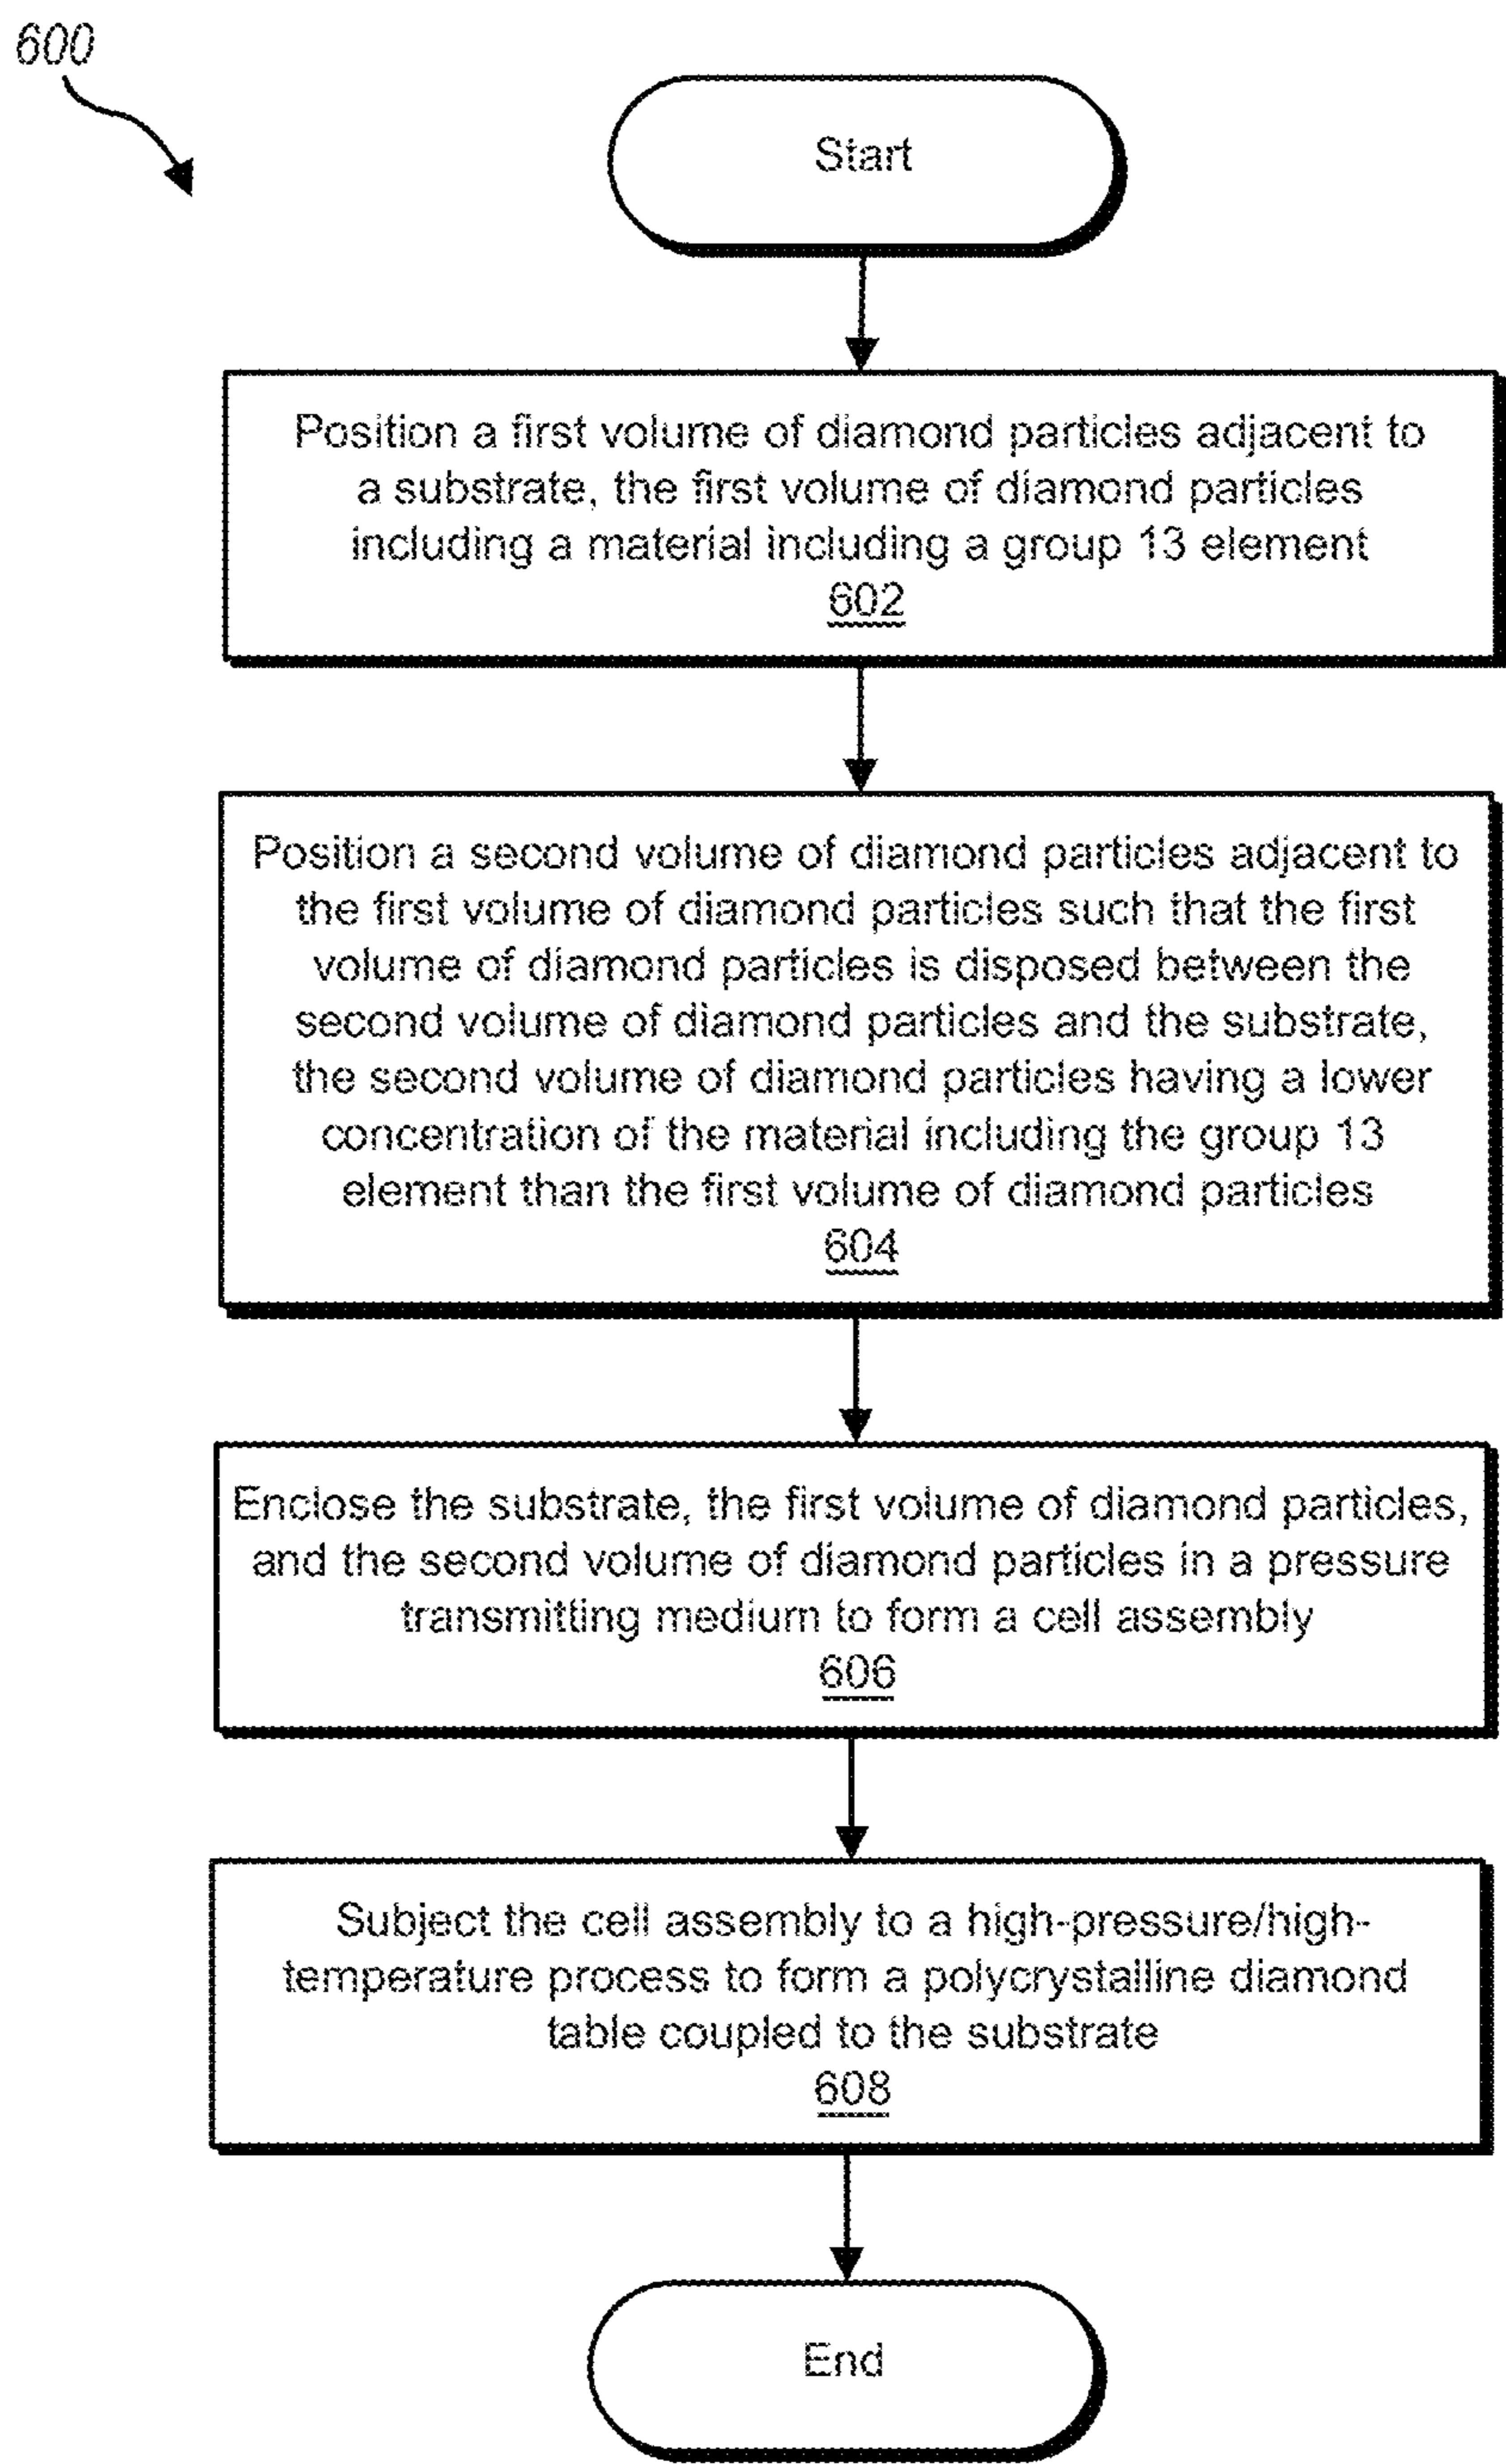 600
Start
Position a first volume of diamond particles adjacent to
a substrate, the first volume of diamond particles
including a material including a group 13 element
602
Position a second volume of diamond particles adjacent to
the first volume of diamond particles such that the first
volume of diamond particles is disposed between the
second volume of diamond particles and the substrate,
the second volume of diamond particles having a lower
concentration of the material including the group 13
element than the first volume of diamond particles
604
Enclose the substrate, the first volume of diamond particles,
and the second volume of diamond particles in a pressure
transmitting medium to form a cell assembly
606
Subject the cell assembly to a high-pressure/high-
temperature process to form a polycrystalline diamond
table coupled to the substrate
608
End